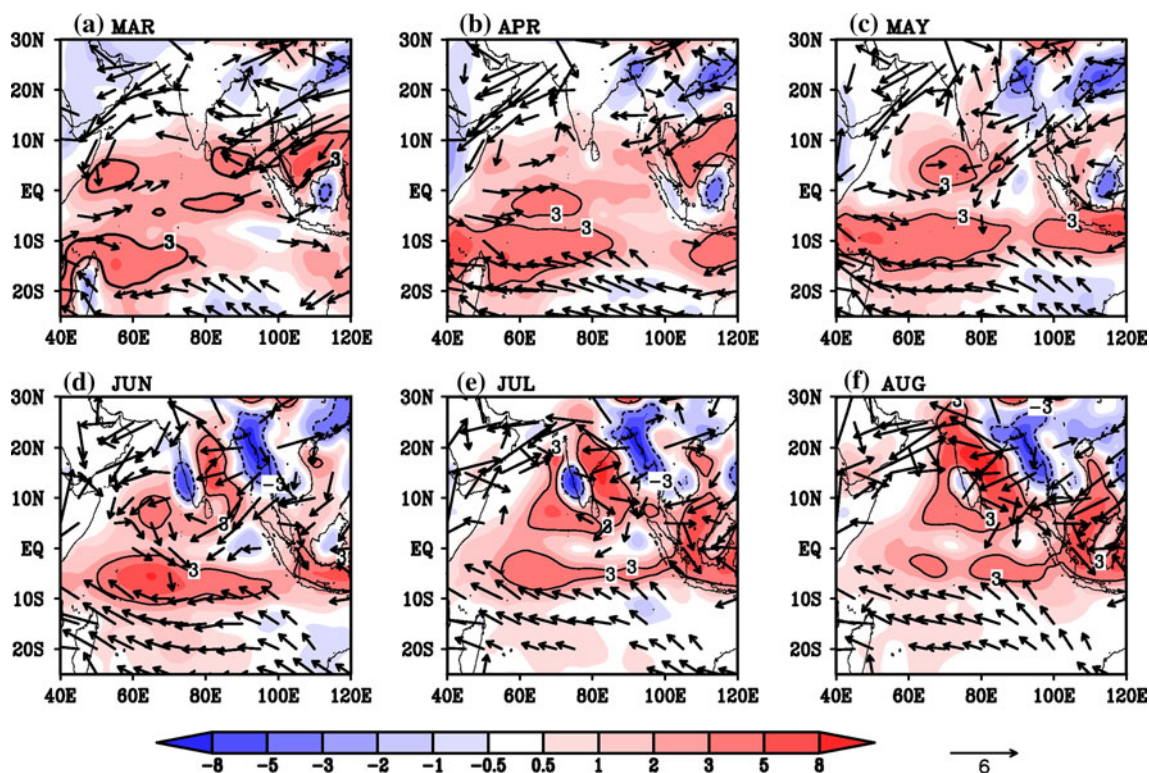 (a) MAR (b) APR (c) MAY
30N 30N 30N
20N 20N 20N
10N 3 10N 3 10N
EQ EQ 3 EQ 3
3 3 3
10S 10S 10S
20S 20S 20S
40E 60E 80E 100E 120E 40E 60E 80E 100E 120E 40E 60E 80E 100E 120E
(d) JUN (e) JUL (f) AUG
30N 30N 30N 3 -3
20N 20N 3 20N
-3 -3
10N 3 10N 3 10N 3
EQ 3 EQ EQ 3
3 3 3 3
10S 10S 10S
20S 20S 20S
40E 60E 80E 100E 120E 40E 60E 80E 100E 120E 40E 60E 80E 100E 120E
-8 -5 -3 -2 -1 -0.5 0.5 1 2 3 5 8 6